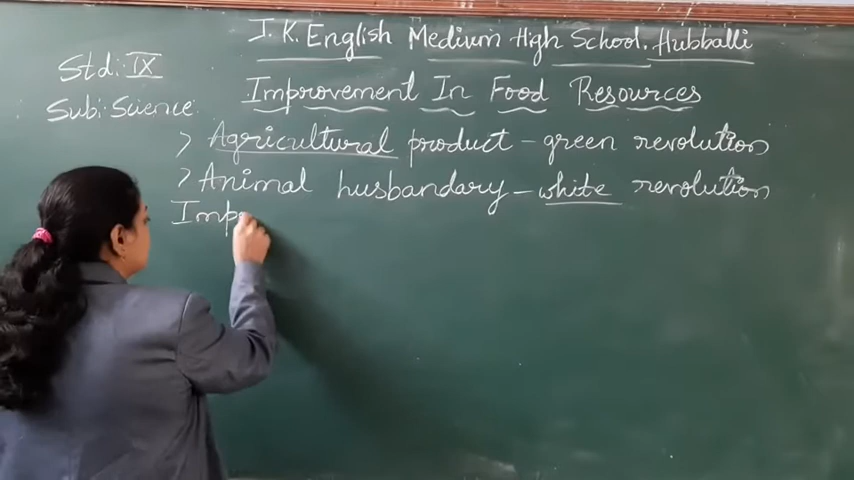 J. K. English Medium High School. Hubballi
Std: IX
Improvement In Food Resources
Sub: Science
> Agricultural product - green revolution
> Animal husbandary - white revolution
Imp